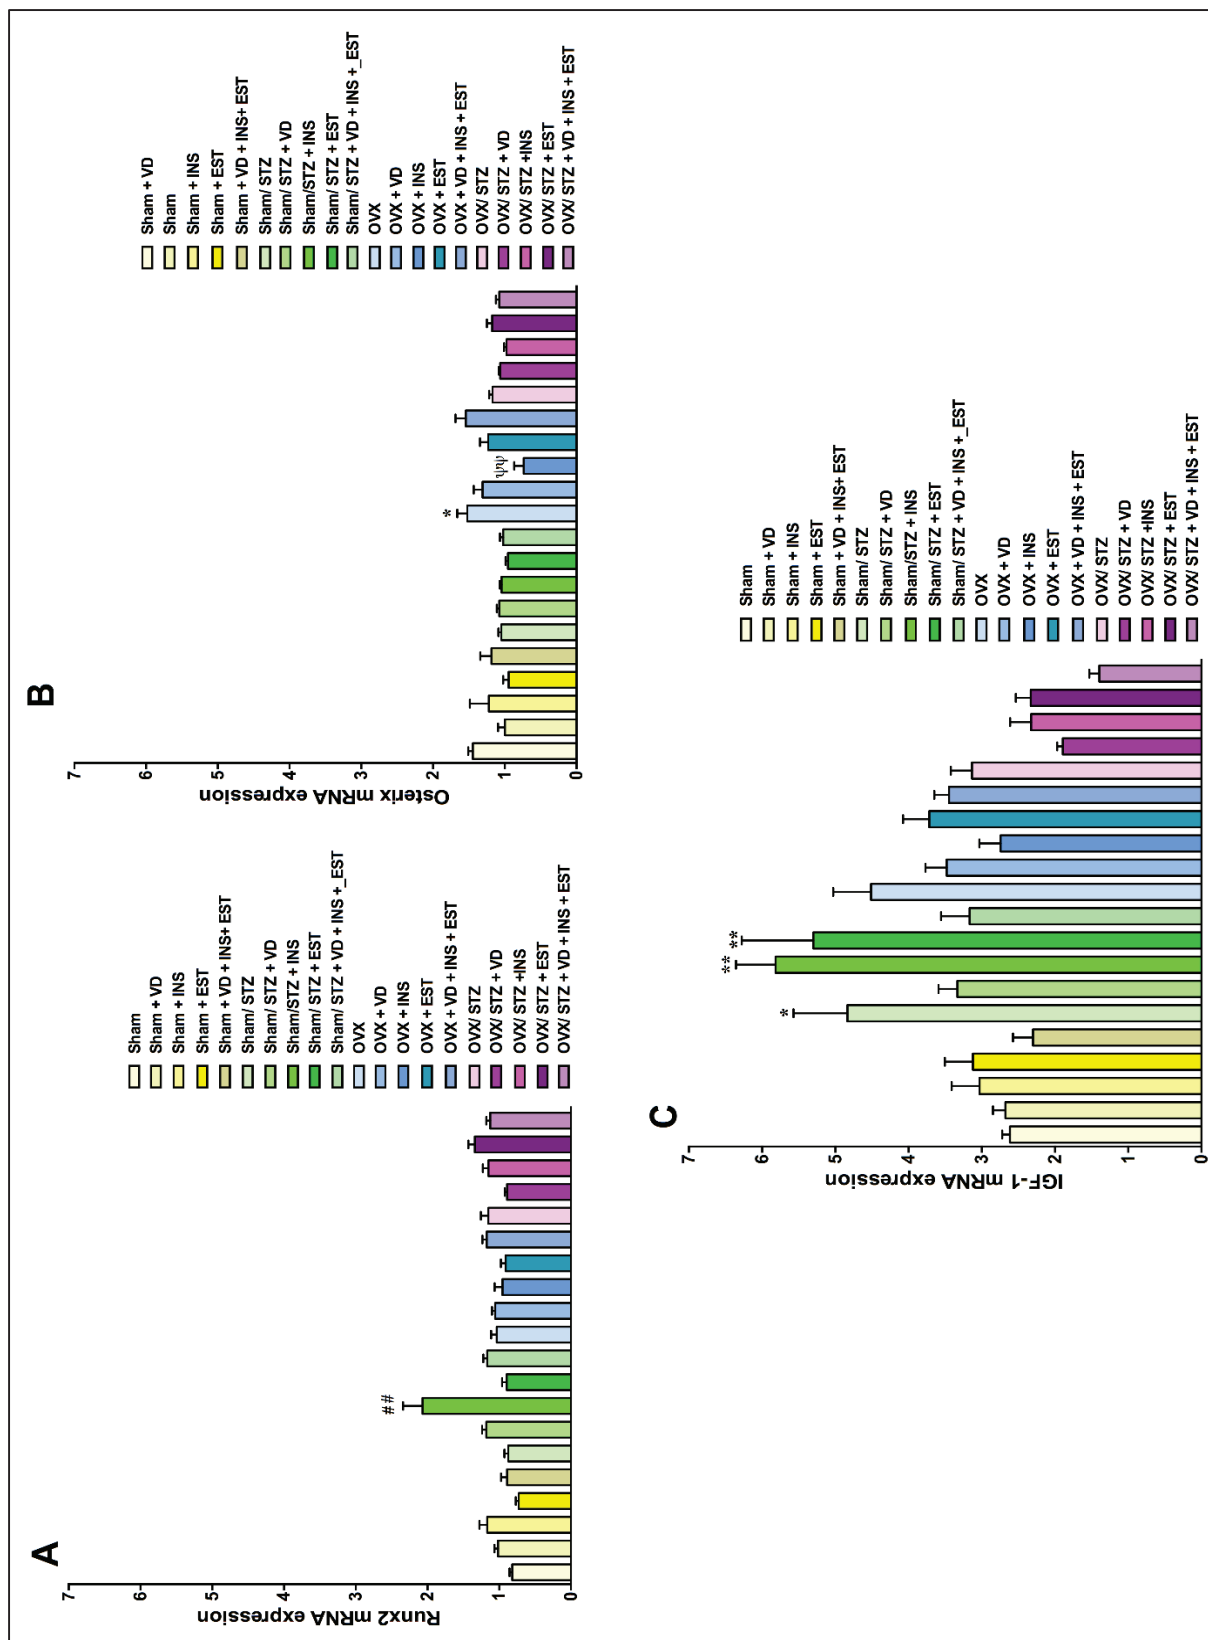 A
Runx2 mRNA expression
7
6
5
4
3
2
1
0
##
Sham
Sham + VD
Sham + INS
Sham + EST
Sham + VD + INS+ EST
Sham/ STZ
Sham/ STZ + VD
Sham/STZ + INS
Sham/ STZ + EST
Sham/ STZ + VD + INS +_EST
OVX
OVX + VD
OVX + INS
OVX + EST
OVX + VD + INS + EST
OVX/ STZ
OVX/ STZ + VD
OVX/ STZ +INS
OVX/ STZ + EST
OVX/ STZ + VD + INS + EST
B
Osterix mRNA expression
7
6
5
4
3
2
1
0
*
ψψ
Sham + VD
Sham
Sham + INS
Sham + EST
Sham + VD + INS+ EST
Sham/ STZ
Sham/ STZ + VD
Sham/STZ + INS
Sham/ STZ + EST
Sham/ STZ + VD + INS +_EST
OVX
OVX + VD
OVX + INS
OVX + EST
OVX + VD + INS + EST
OVX/ STZ
OVX/ STZ + VD
OVX/ STZ +INS
OVX/ STZ + EST
OVX/ STZ + VD + INS + EST
C
IGF-1 mRNA expression
7
6
5
4
3
2
1
0
*
**
**
Sham
Sham + VD
Sham + INS
Sham + EST
Sham + VD + INS+ EST
Sham/ STZ
Sham/ STZ + VD
Sham/STZ + INS
Sham/ STZ + EST
Sham/ STZ + VD + INS +_EST
OVX
OVX + VD
OVX + INS
OVX + EST
OVX + VD + INS + EST
OVX/ STZ
OVX/ STZ + VD
OVX/ STZ +INS
OVX/ STZ + EST
OVX/ STZ + VD + INS + EST